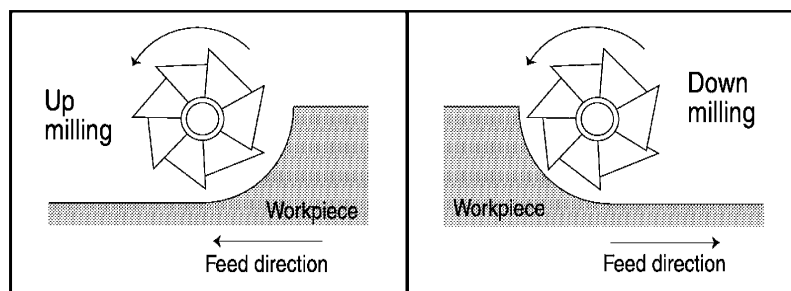 Up
milling
Workpiece
Feed direction
Down
milling
Workpiece
Feed direction